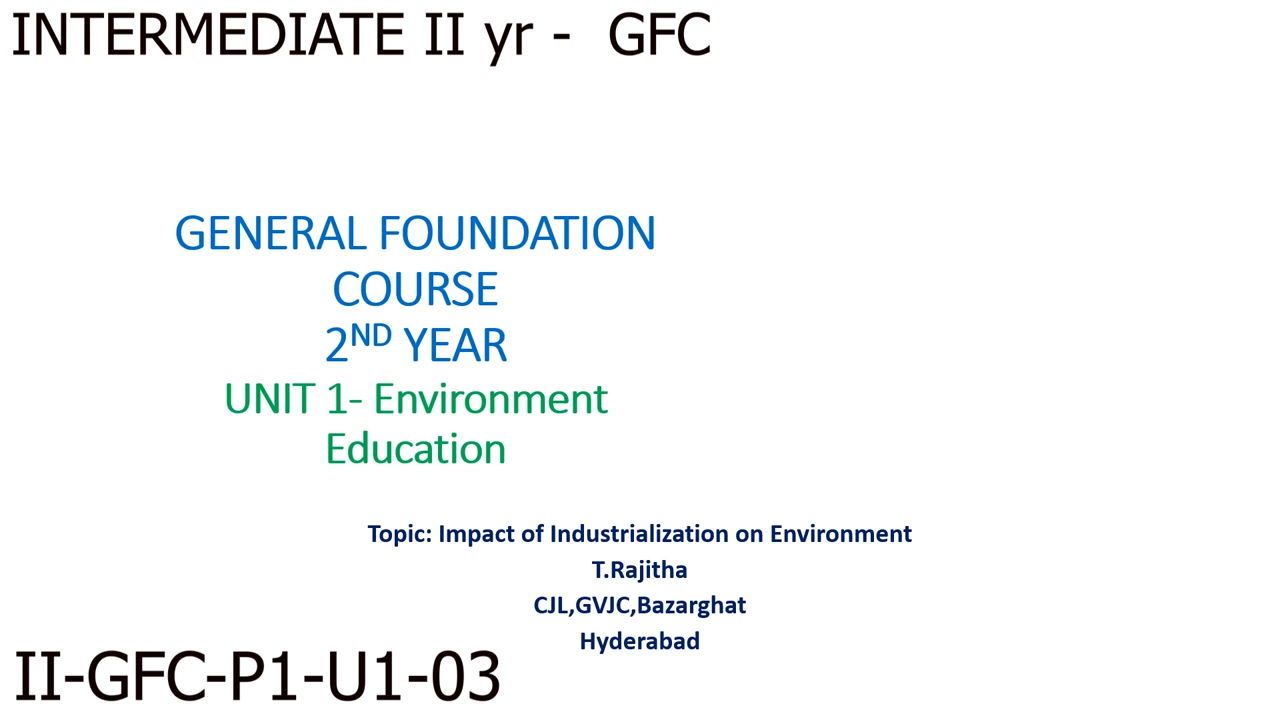 INTERMEDIATE II yr - GFC
GENERAL FOUNDATION
COURSE
2ND YEAR
UNIT 1- Environment
Education
Topic: Impact of Industrialization on Environment
T.Rajitha
CJL,GVJC,Bazarghat
Hyderabad
II-GFC-P1-U1-03